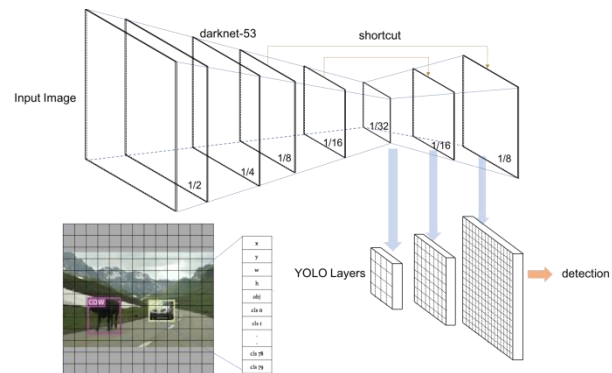 darknet-53
shortcut
Input Image
1/2
1/4
1/8
1/16
1/32
1/16
1/8
YOLO Layers
detection
COW
x
y
w
h
obj
cls 0
cls 1
.
.
cls 78
cls 79